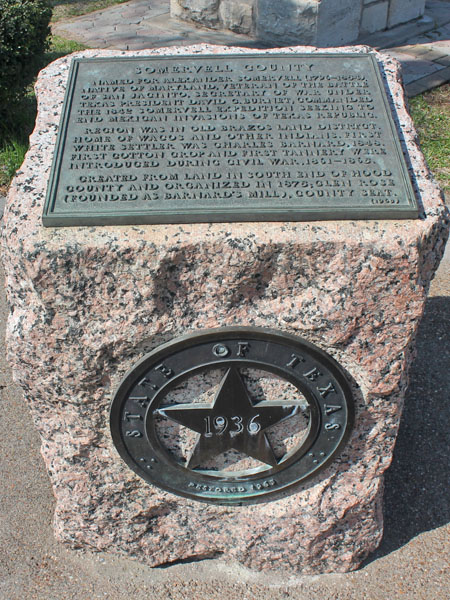 SOMERVELL COUNTY
NAMED FOR ALEXANDER SOMERVELL (1796-1854),
NATIVE OF MARYLAND, VETERAN OF THE BATTLE
OF SAN JACINTO, SECRETARY OF WAR UNDER
TEXAS PRESIDENT DAVID G. BURNET, COMMANDED
THE 1842 SOMERVELL EXPEDITION SEEKING TO
END MEXICAN INVASIONS OF TEXAS REPUBLIC.
REGION WAS IN OLD BRAZOS LAND DISTRICT,
HOME OF WACOS AND OTHER INDIANS. FIRST
WHITE SETTLER WAS CHARLES BARNARD, 1846.
FIRST COTTON CROP AND FIRST TANNERY WERE
INTRODUCED DURING CIVIL WAR, 1861-1865.
CREATED FROM LAND IN SOUTH END OF HOOD
COUNTY AND ORGANIZED IN 1875, GLEN ROSE
(FOUNDED AS BARNARD'S MILL), COUNTY SEAT.
(1965)
STATE OF TEXAS
1936
RESTORED 1965